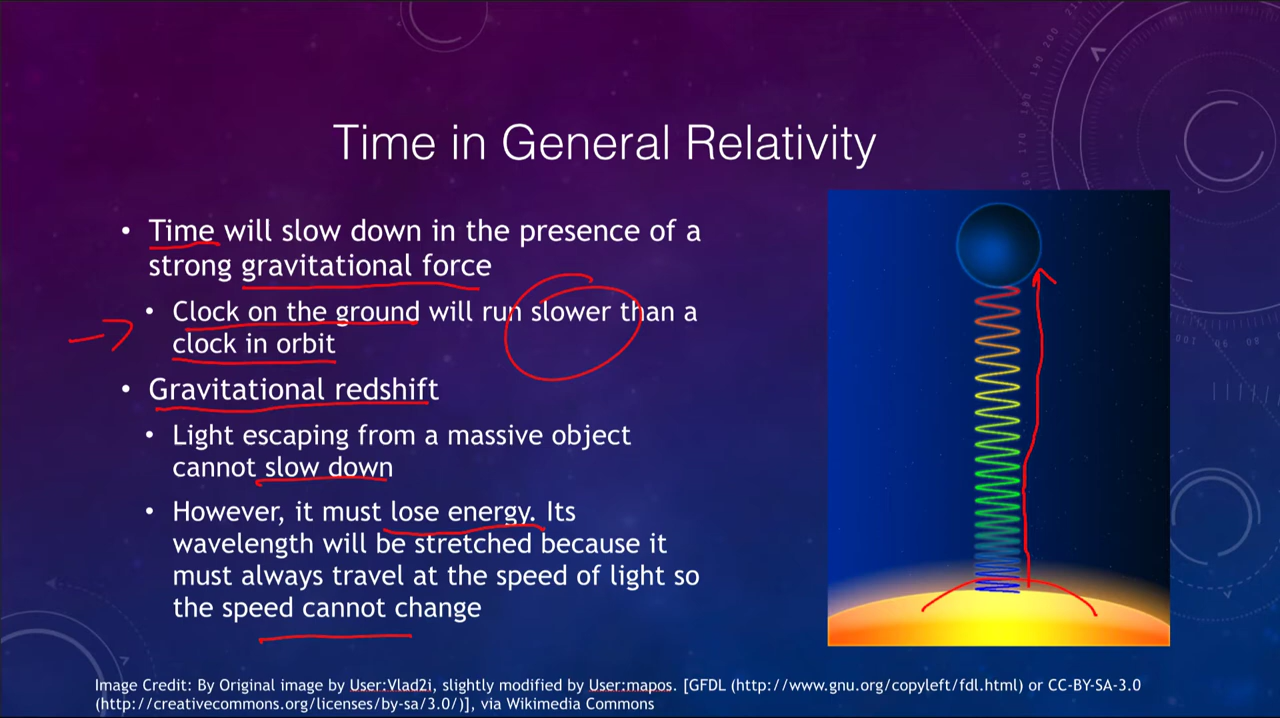 Time in General Relativity
• Time will slow down in the presence of a
strong gravitational force
• Clock on the ground will run slower than a
clock in orbit
• Gravitational redshift
• Light escaping from a massive object
cannot slow down
• However, it must lose energy. Its
wavelength will be stretched because it
must always travel at the speed of light so
the speed cannot change
Image Credit: By Original image by User:Vlad2i, slightly modified by User:mapos. [GFDL (http://www.gnu.org/copyleft/fdl.html) or CC-BY-SA-3.0
(http://creativecommons.org/licenses/by-sa/3.0/)], via Wikimedia Commons